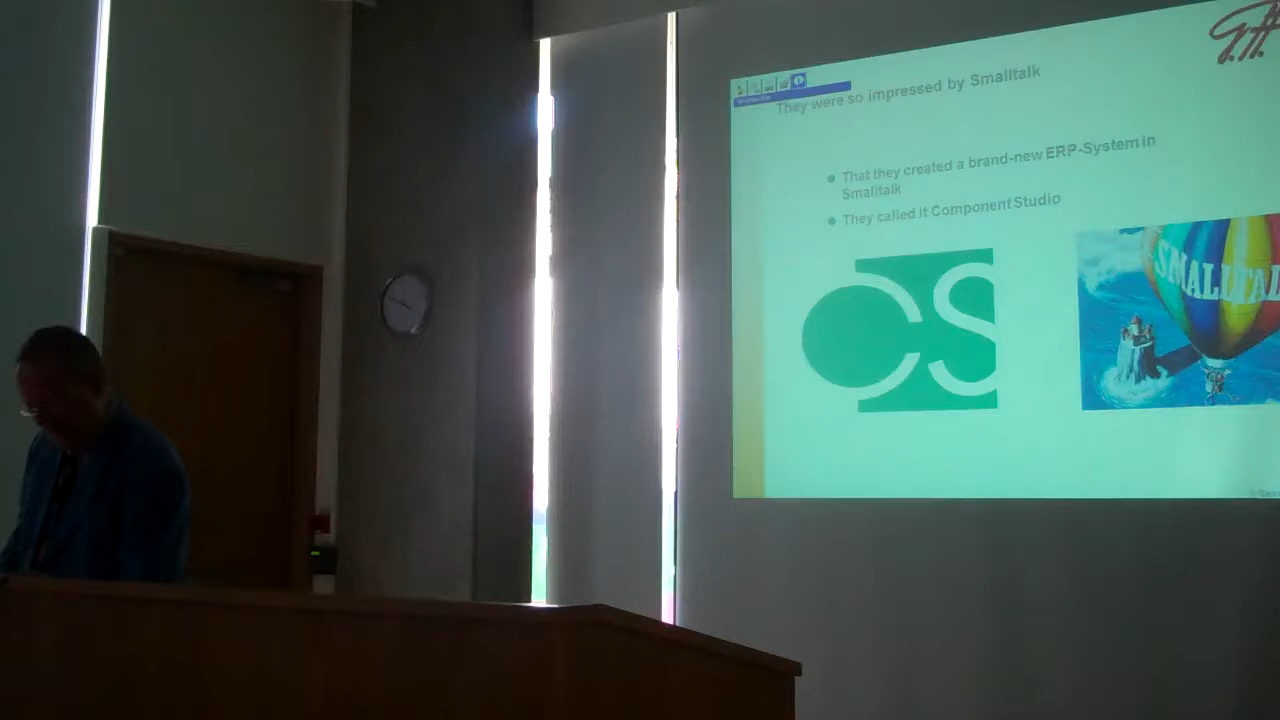 G.H.
They were so impressed by Smalltalk
That they created a brand-new ERP-System in
Smalltalk
They called it Component Studio
CS
SMALLTAL